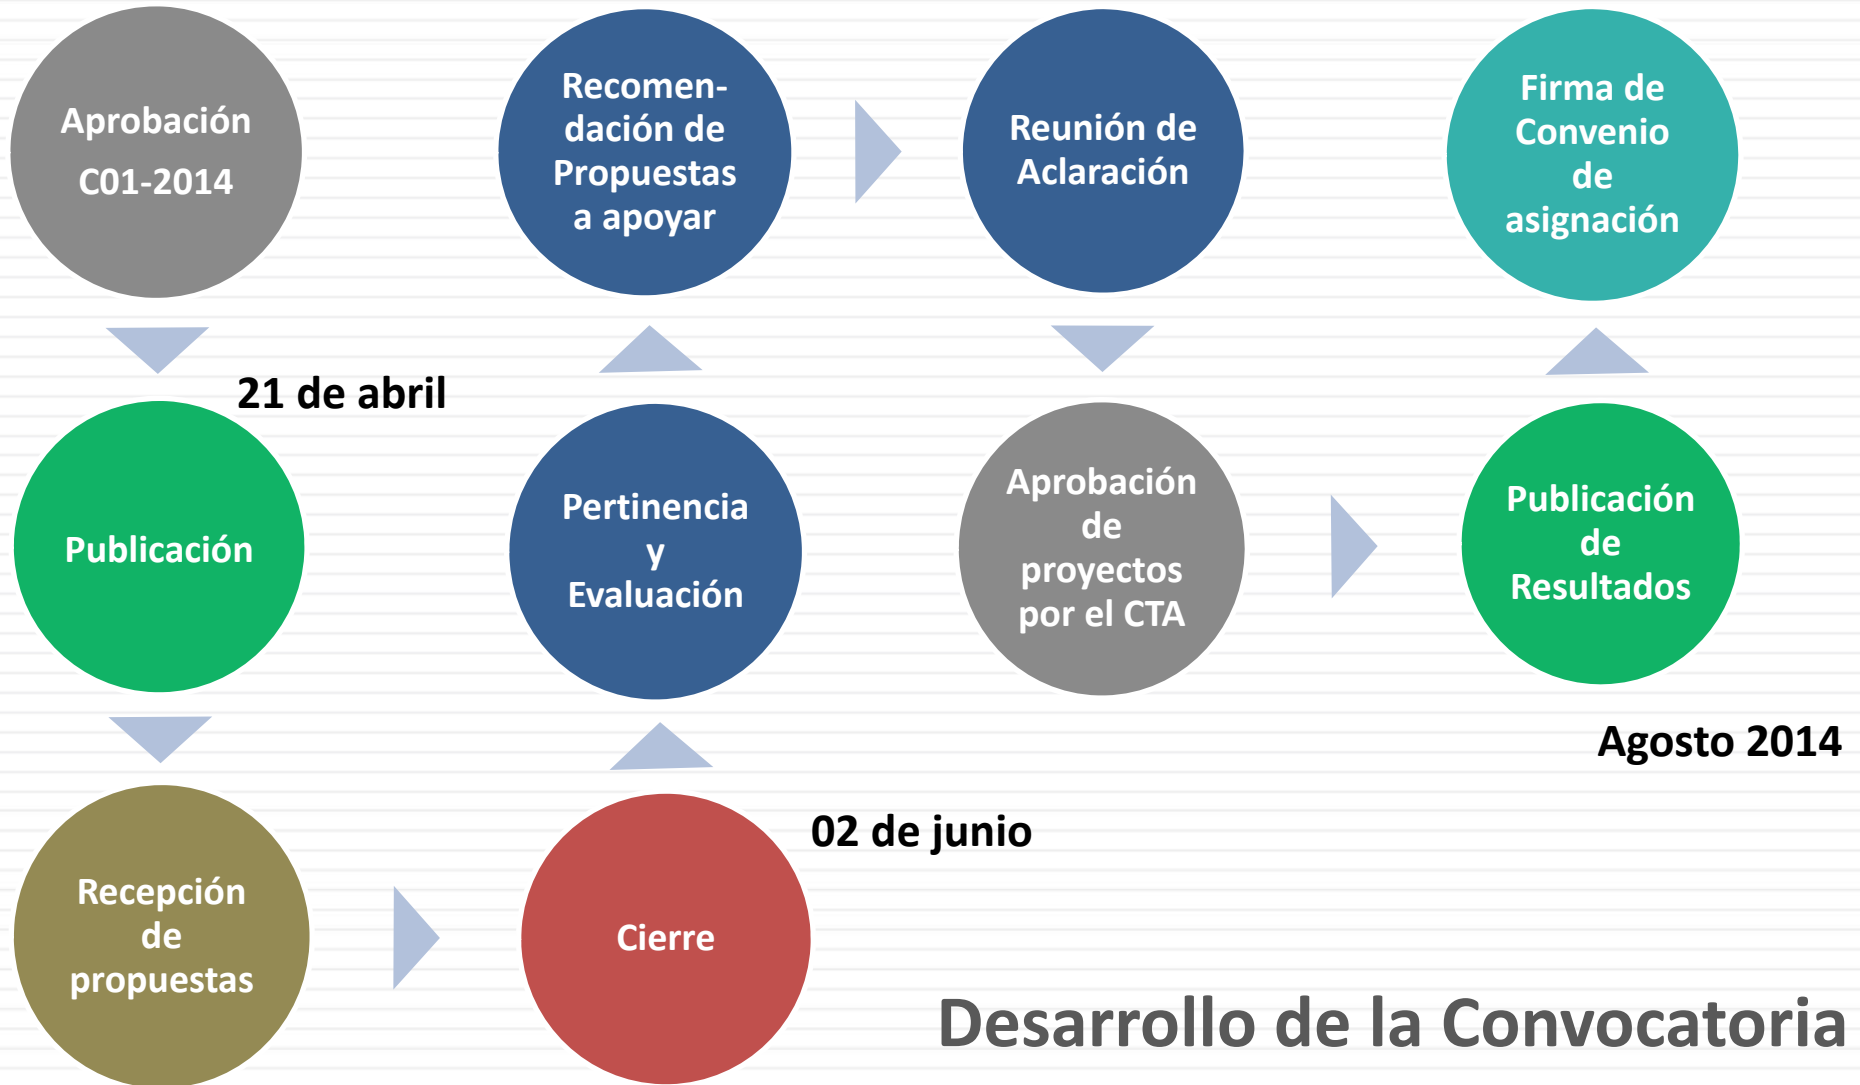 Aprobación
C01-2014
21 de abril
Publicación
Recepción
de
propuestas
Cierre
02 de junio
Pertinencia
y
Evaluación
Recomen-
dación de
Propuestas
a apoyar
Reunión de
Aclaración
Aprobación
de
proyectos
por el CTA
Publicación
de
Resultados
Agosto 2014
Firma de
Convenio
de
asignación
Desarrollo de la Convocatoria